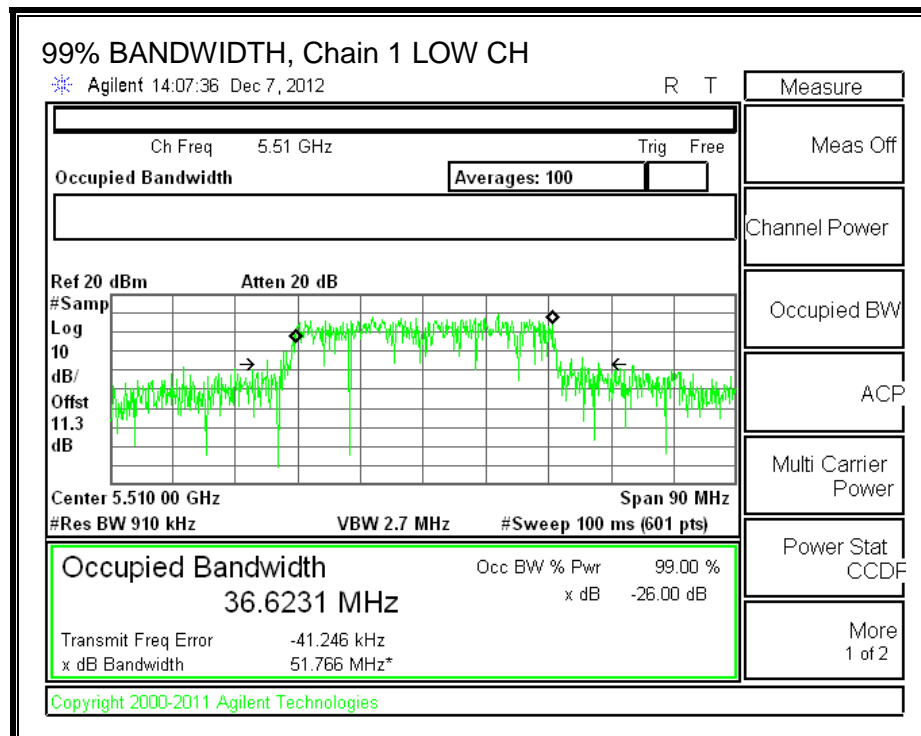 99% BANDWIDTH, Chain 1 LOW CH
Agilent 14:07:36 Dec 7, 2012 R T
Measure
Ch Freq 5.51 GHz Trig Free
Meas Off
Occupied Bandwidth Averages: 100
Channel Power
Ref 20 dBm Atten 20 dB
#Samp
Log
10
dB/
Offst
11.3
dB
Occupied BW
ACP
Center 5.510 00 GHz Span 90 MHz
#Res BW 910 kHz VBW 2.7 MHz #Sweep 100 ms (601 pts)
Multi Carrier
Power
Occupied Bandwidth Occ BW % Pwr 99.00 %
36.6231 MHz x dB -26.00 dB
Transmit Freq Error -41.246 kHz
x dB Bandwidth 51.766 MHz*
Power Stat
CCDF
More
1 of 2
Copyright 2000-2011 Agilent Technologies